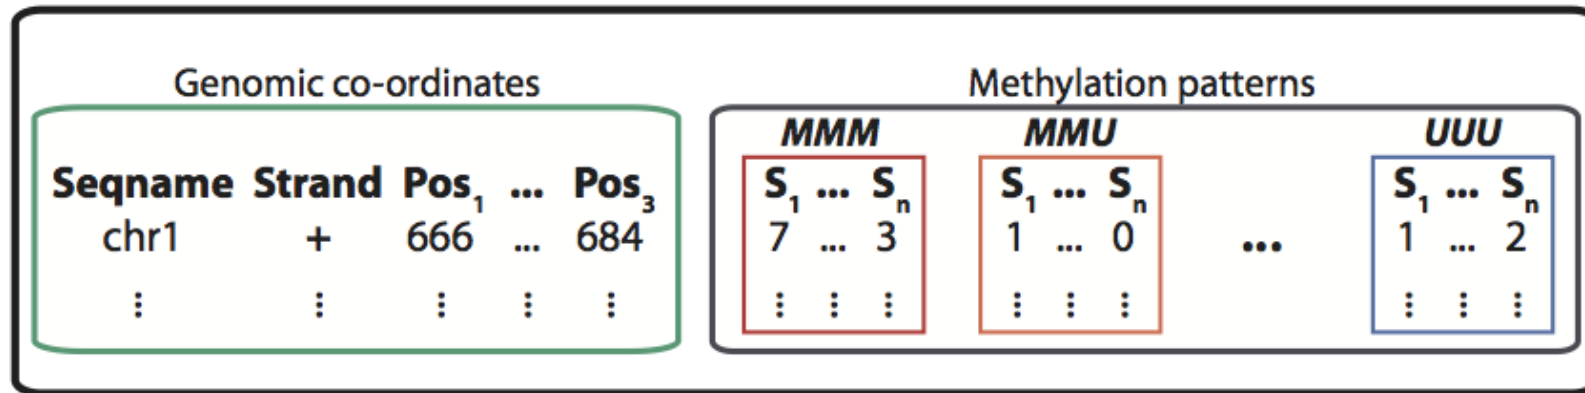 Genomic co-ordinates
Seqname Strand Pos1 ... Pos3
chr1 + 666 ... 684
⋮ ⋮ ⋮ ⋮ ⋮
Methylation patterns
MMM MMU UUU
S1 ... Sn S1 ... Sn S1 ... Sn
7 ... 3 1 ... 0 ... 1 ... 2
⋮ ⋮ ⋮ ⋮ ⋮ ⋮ ⋮ ⋮ ⋮